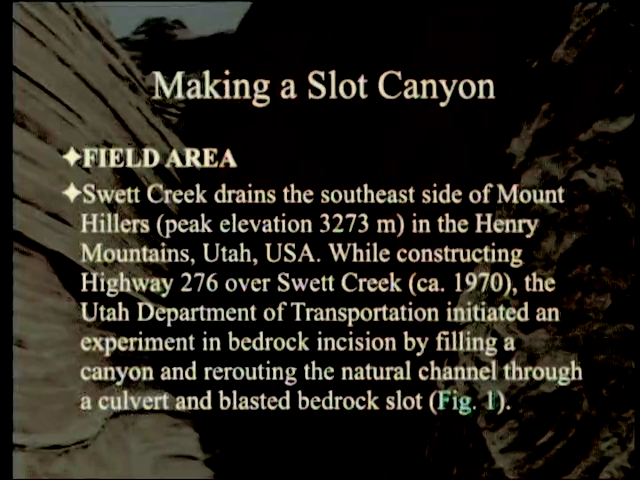 Making a Slot Canyon
✦FIELD AREA
✦Swett Creek drains the southeast side of Mount
Hillers (peak elevation 3273 m) in the Henry
Mountains, Utah, USA. While constructing
Highway 276 over Swett Creek (ca. 1970), the
Utah Department of Transportation initiated an
experiment in bedrock incision by filling a
canyon and rerouting the natural channel through
a culvert and blasted bedrock slot (Fig. 1).